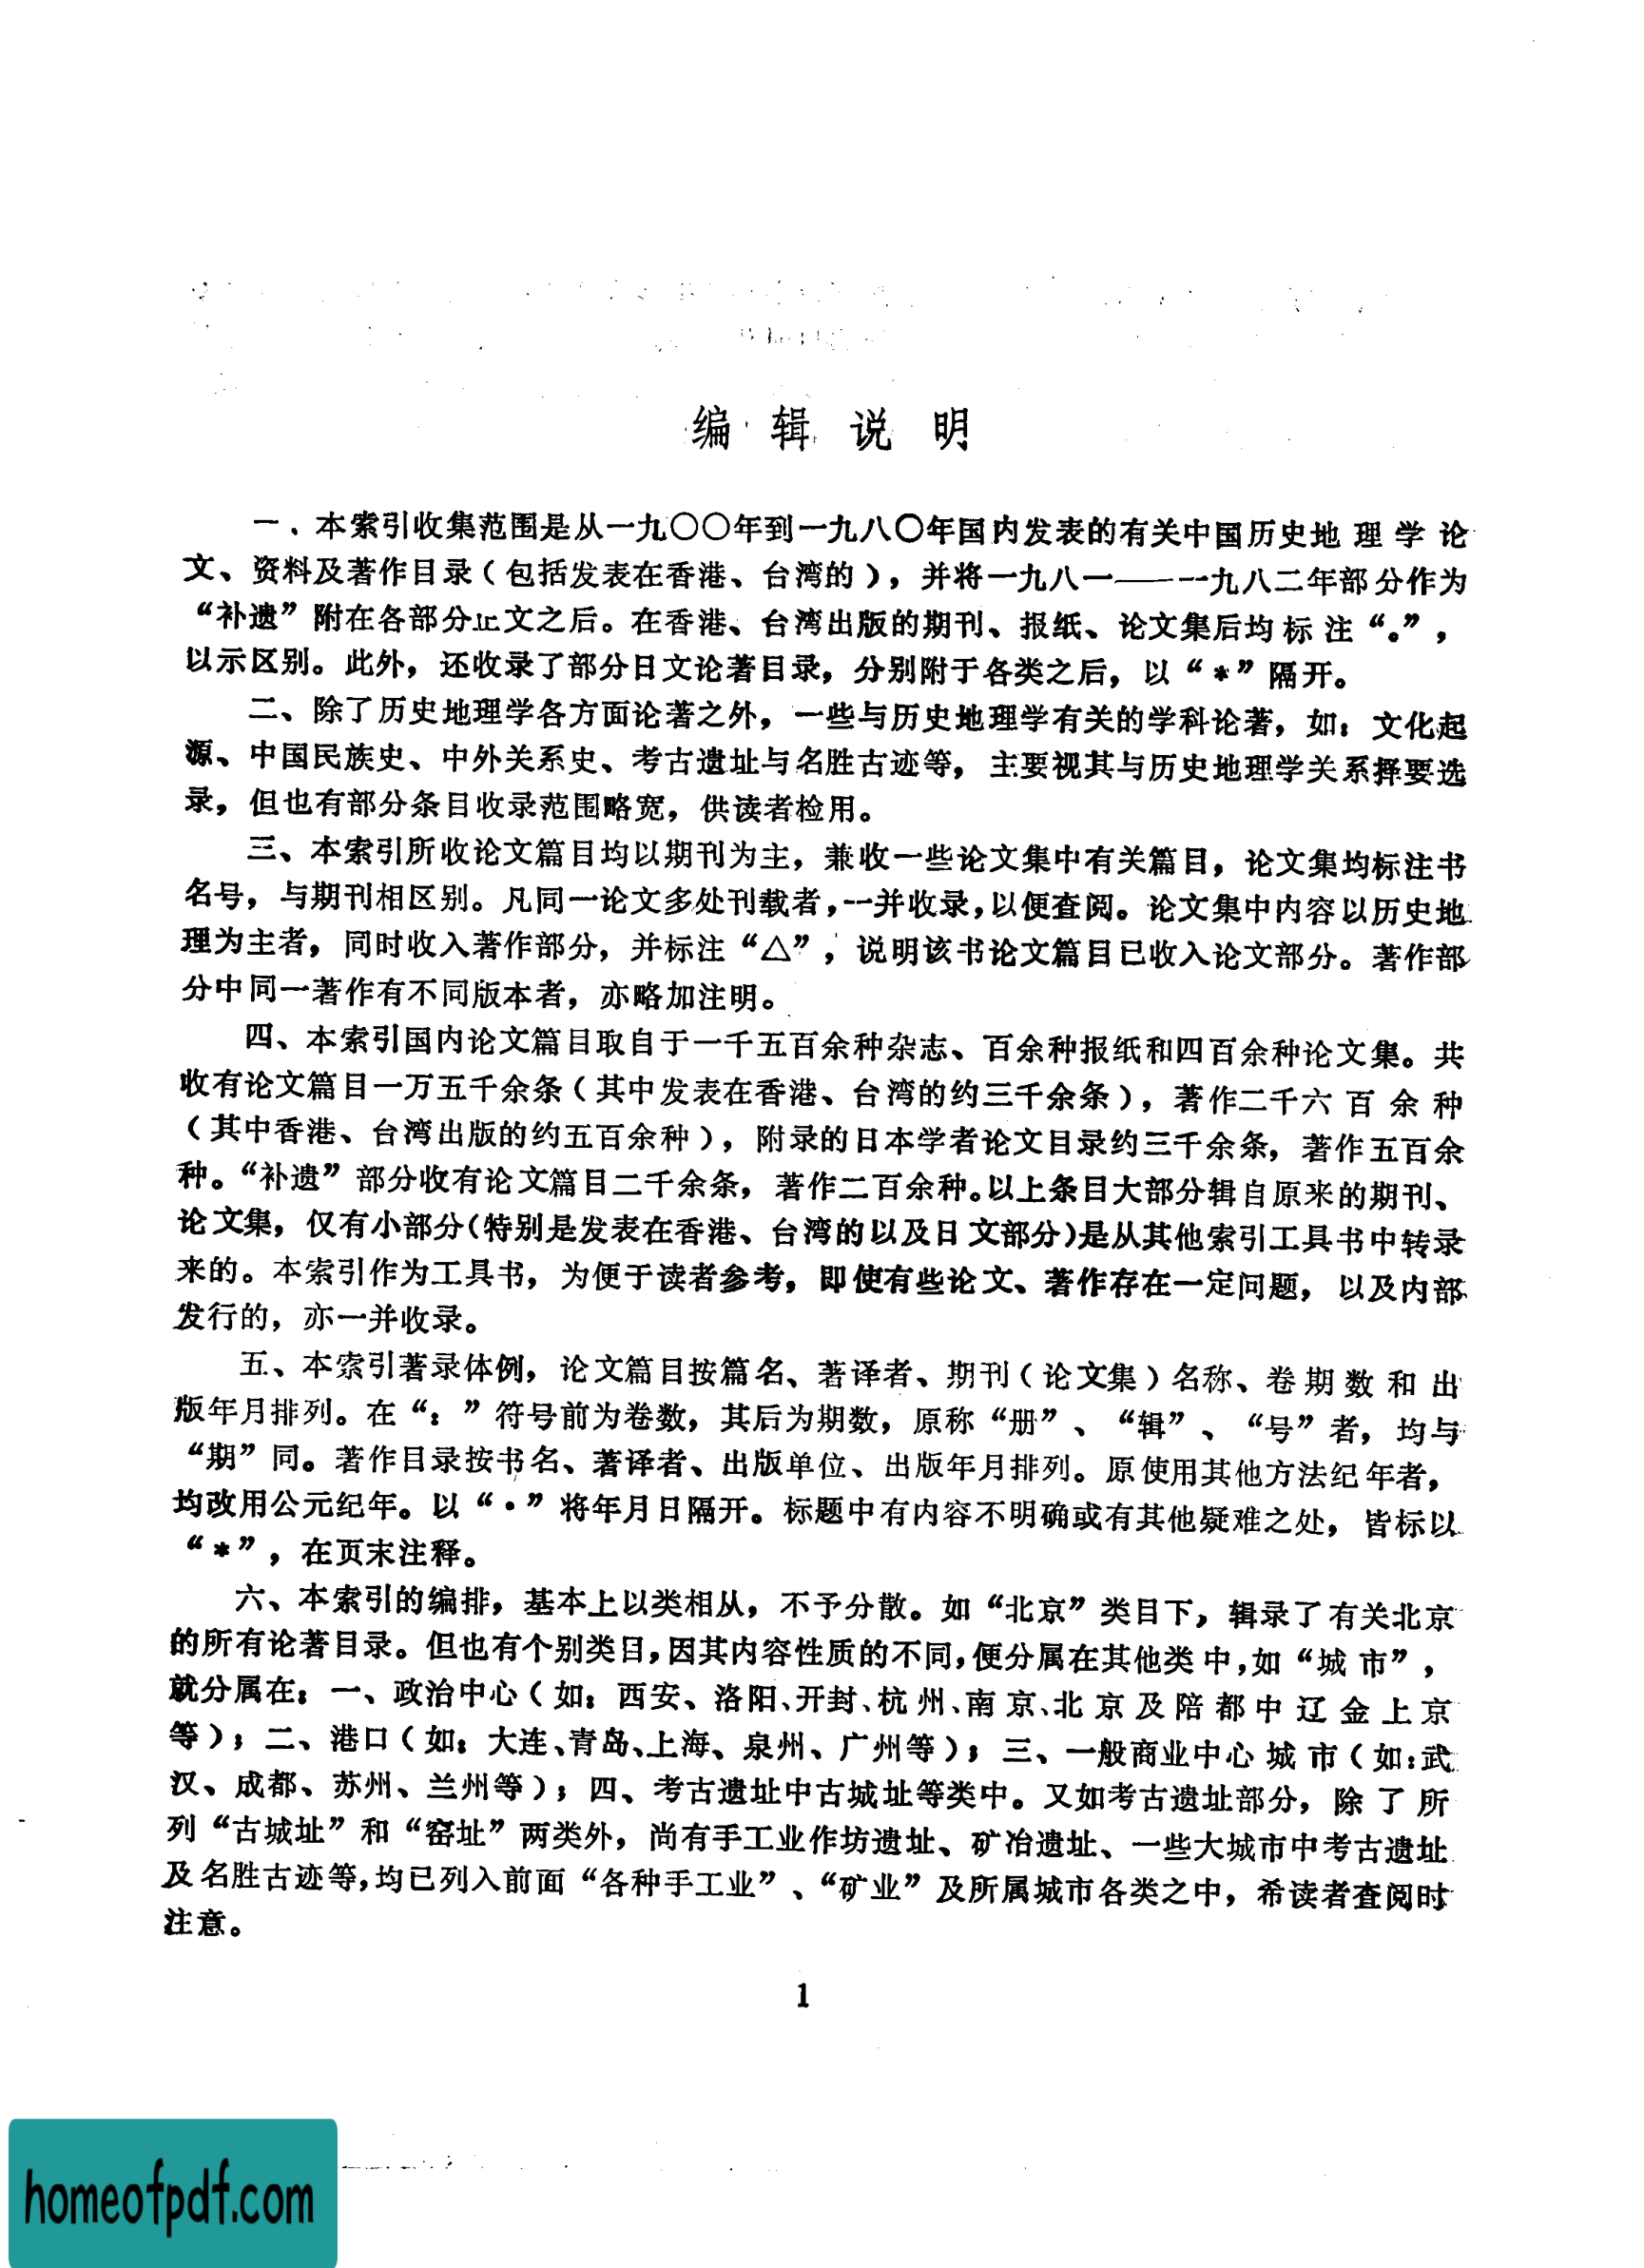 编辑说明
一、本索引收集范围是从一九〇〇年到一九八〇年国内发表的有关中国历史地理学论
文、资料及著作目录（包括发表在香港、台湾的），并将一九八一——一九八二年部分作为
“补遗”附在各部分正文之后。在香港、台湾出版的期刊、报纸、论文集后均标注“。”，
以示区别。此外，还收录了部分日文论著目录，分别附于各类之后，以“*”隔开。
二、除了历史地理学各方面论著之外，一些与历史地理学有关的学科论著，如：文化起
源、中国民族史、中外关系史、考古遗址与名胜古迹等，主要视其与历史地理学关系择要选
录，但也有部分条目收录范围略宽，供读者检用。
三、本索引所收论文篇目均以期刊为主，兼收一些论文集中有关篇目，论文集均标注书
名号，与期刊相区别。凡同一论文多处刊载者，一并收录，以便查阅。论文集中内容以历史地
理为主者，同时收入著作部分，并标注“△”，说明该书论文篇目已收入论文部分。著作部
分中同一著作有不同版本者，亦略加注明。
四、本索引国内论文篇目取自于一千五百余种杂志、百余种报纸和四百余种论文集。共
收有论文篇目一万五千余条（其中发表在香港、台湾的约三千余条），著作二千六百余种
（其中香港、台湾出版的约五百余种），附录的日本学者论文目录约三千余条，著作五百余
种。“补遗”部分收有论文篇目二千余条，著作二百余种。以上条目大部分辑自原来的期刊、
论文集，仅有小部分（特别是发表在香港、台湾的以及日文部分）是从其他索引工具书中转录
来的。本索引作为工具书，为便于读者参考，即使有些论文、著作存在一定问题，以及内部
发行的，亦一并收录。
五、本索引著录体例，论文篇目按篇名、著译者、期刊（论文集）名称、卷期数和出
版年月排列。在“：”符号前为卷数，其后为期数，原称“册”、“辑”、“号”者，均与
“期”同。著作目录按书名、著译者、出版单位、出版年月排列。原使用其他方法纪年者，
均改用公元纪年。以“·”将年月日隔开。标题中有内容不明确或有其他疑难之处，皆标以
“*”，在页末注释。
六、本索引的编排，基本上以类相从，不予分散。如“北京”类目下，辑录了有关北京
的所有论著目录。但也有个别类目，因其内容性质的不同，便分属在其他类中，如“城市”，
就分属在：一、政治中心（如：西安、洛阳、开封、杭州、南京、北京及陪都中辽金上京
等）；二、港口（如：大连、青岛、上海、泉州、广州等）；三、一般商业中心城市（如：武
汉、成都、苏州、兰州等）；四、考古遗址中古城址等类中。又如考古遗址部分，除了所
列“古城址”和“窑址”两类外，尚有手工业作坊遗址、矿冶遗址、一些大城市中考古遗址
及名胜古迹等，均已列入前面“各种手工业”、“矿业”及所属城市各类之中，希读者查阅时
注意。
1
homeofpdf.com